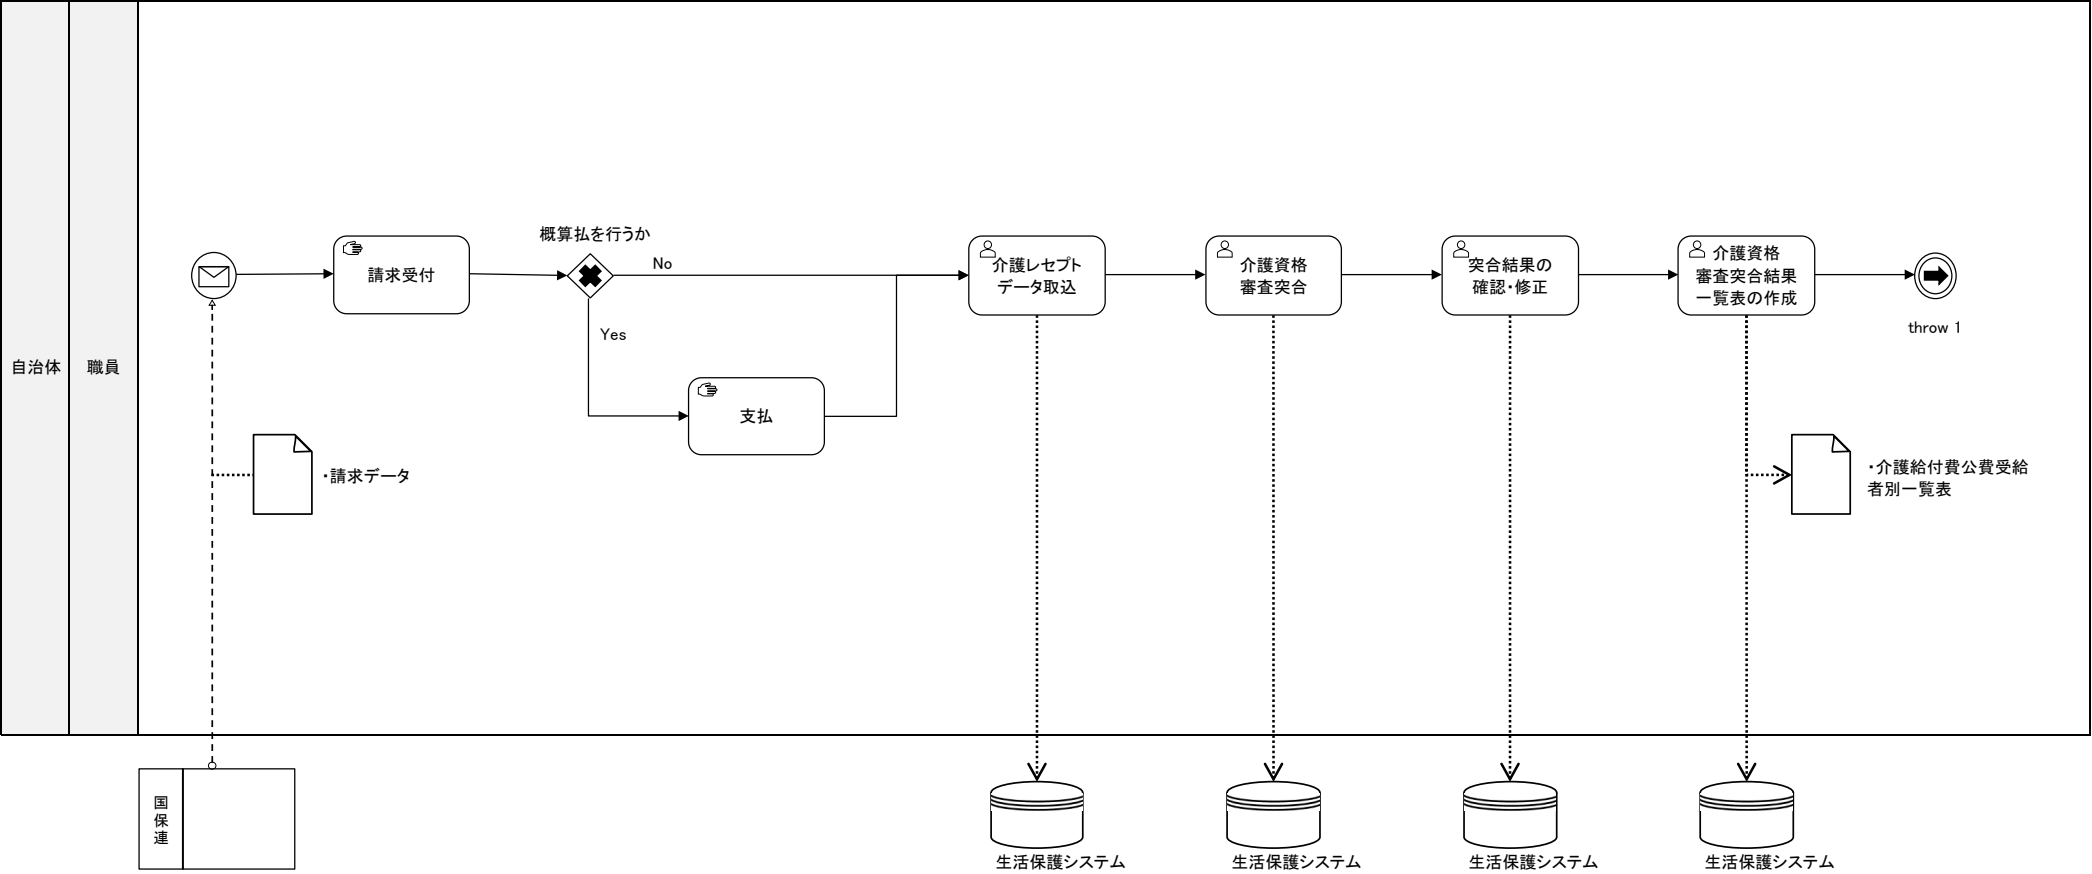 自治体
職員
請求受付
概算払を行うか
No
Yes
支払
介護レセプト
データ取込
介護資格
審査突合
突合結果の
確認・修正
介護資格
審査突合結果
一覧表の作成
throw 1
・請求データ
・介護給付費公費受給
者別一覧表
国
保
連
生活保護システム
生活保護システム
生活保護システム
生活保護システム